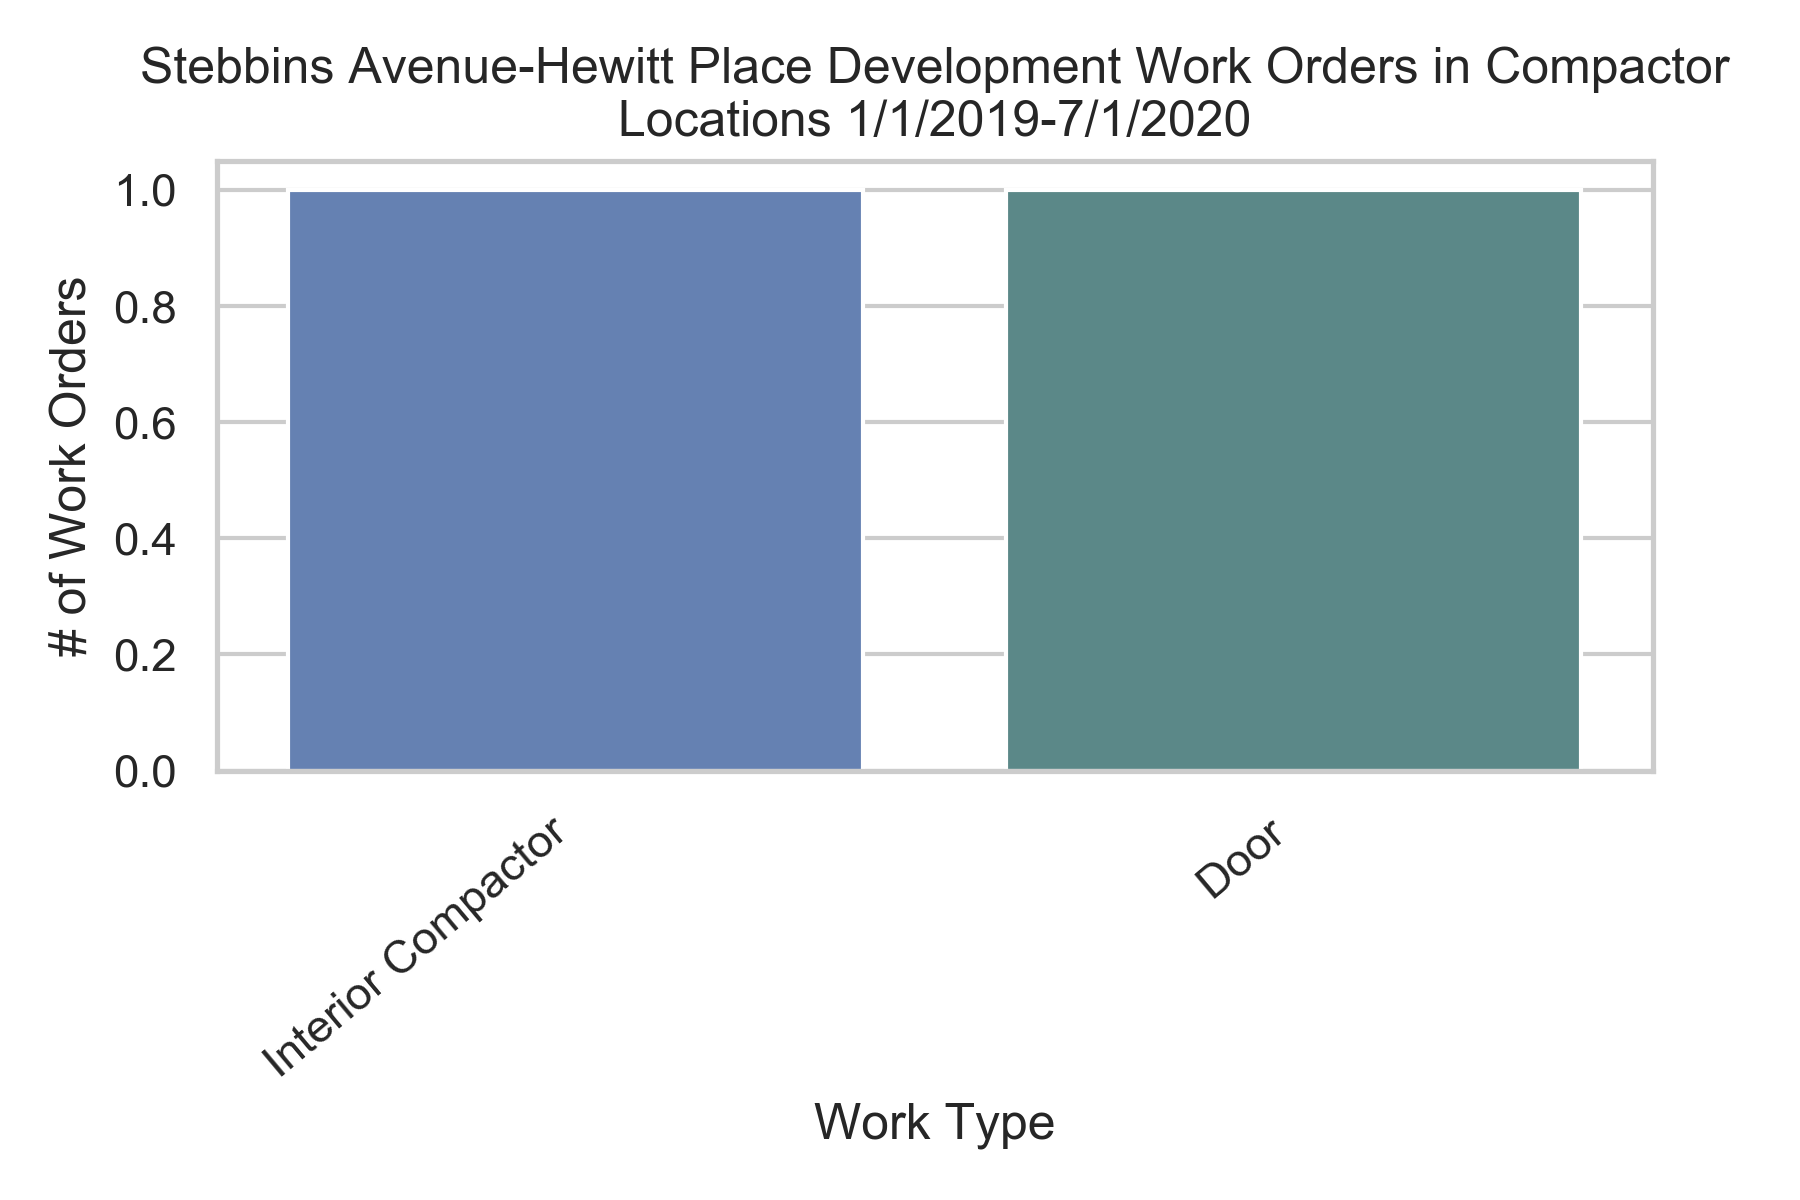 Stebbins Avenue-Hewitt Place Development Work Orders in Compactor
Locations 1/1/2019-7/1/2020
1.0
0.8
0.6
0.4
0.2
0.0
# of Work Orders
Interior Compactor
Door
Work Type